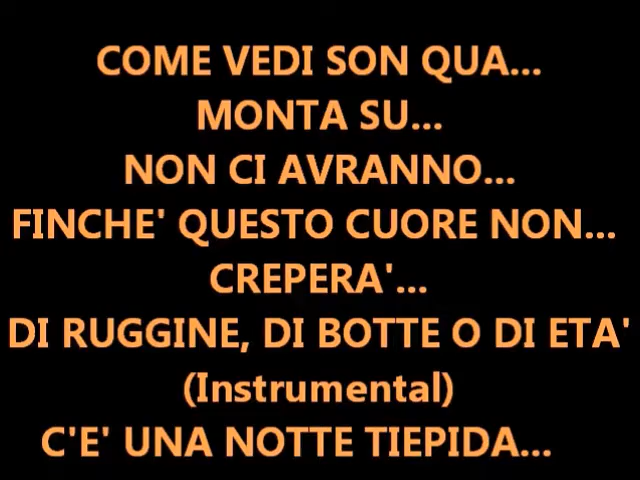 COME VEDI SON QUA...
MONTA SU...
NON CI AVRANNO...
FINCHE' QUESTO CUORE NON...
CREPERA'...
DI RUGGINE, DI BOTTE O DI ETA'
(Instrumental)
C'E' UNA NOTTE TIEPIDA...